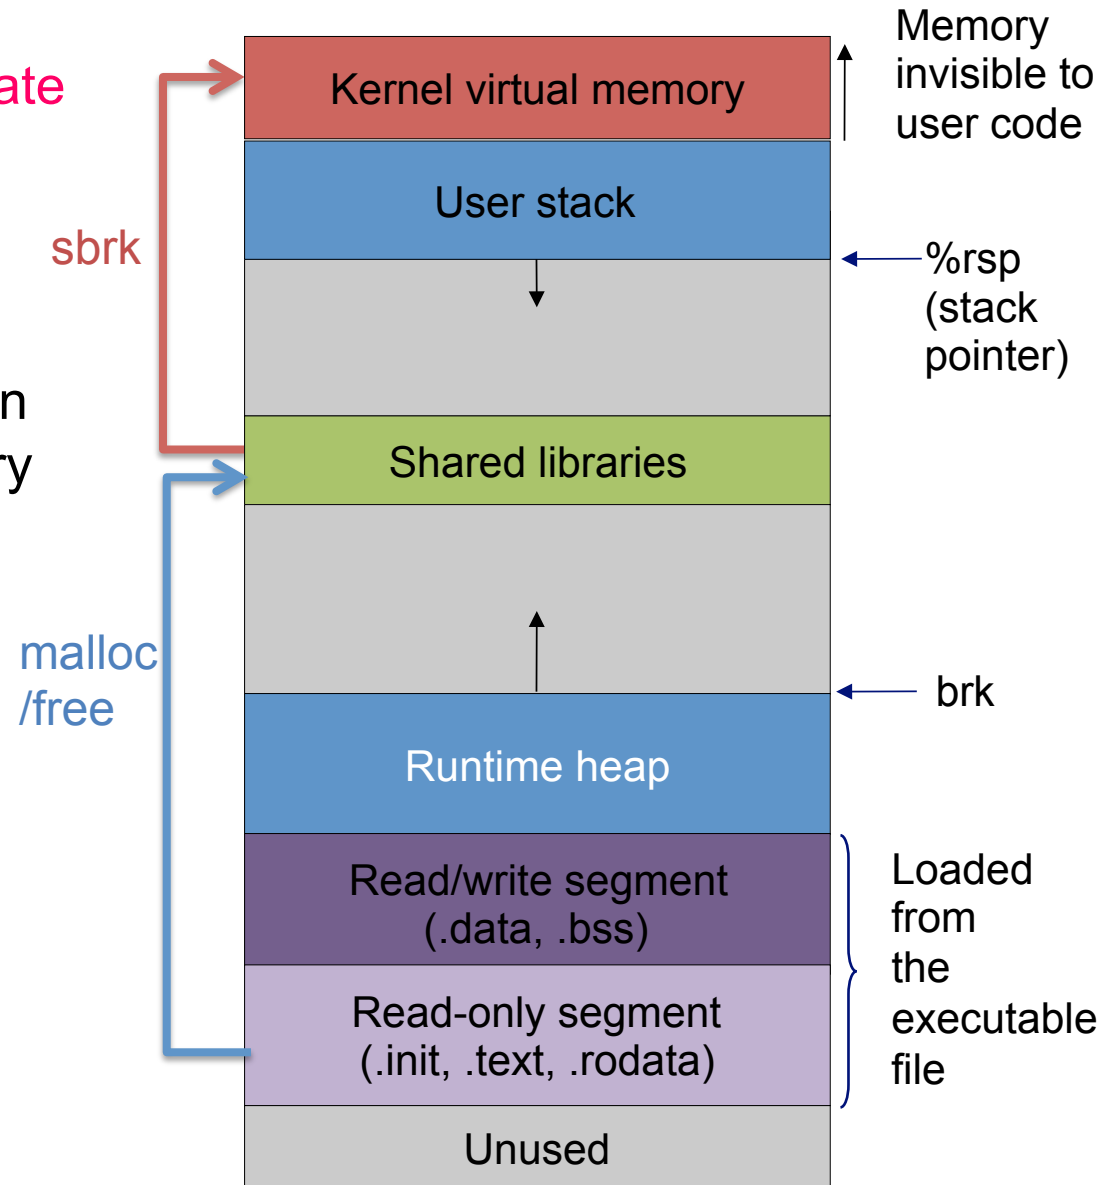 ate
sbrk
n
ry
malloc
/free
Kernel virtual memory
User stack
Shared libraries
Runtime heap
Read/write segment
(.data, .bss)
Read-only segment
(.init, .text, .rodata)
Unused
Memory
invisible to
user code
%rsp
(stack
pointer)
brk
Loaded
from
the
executable
file